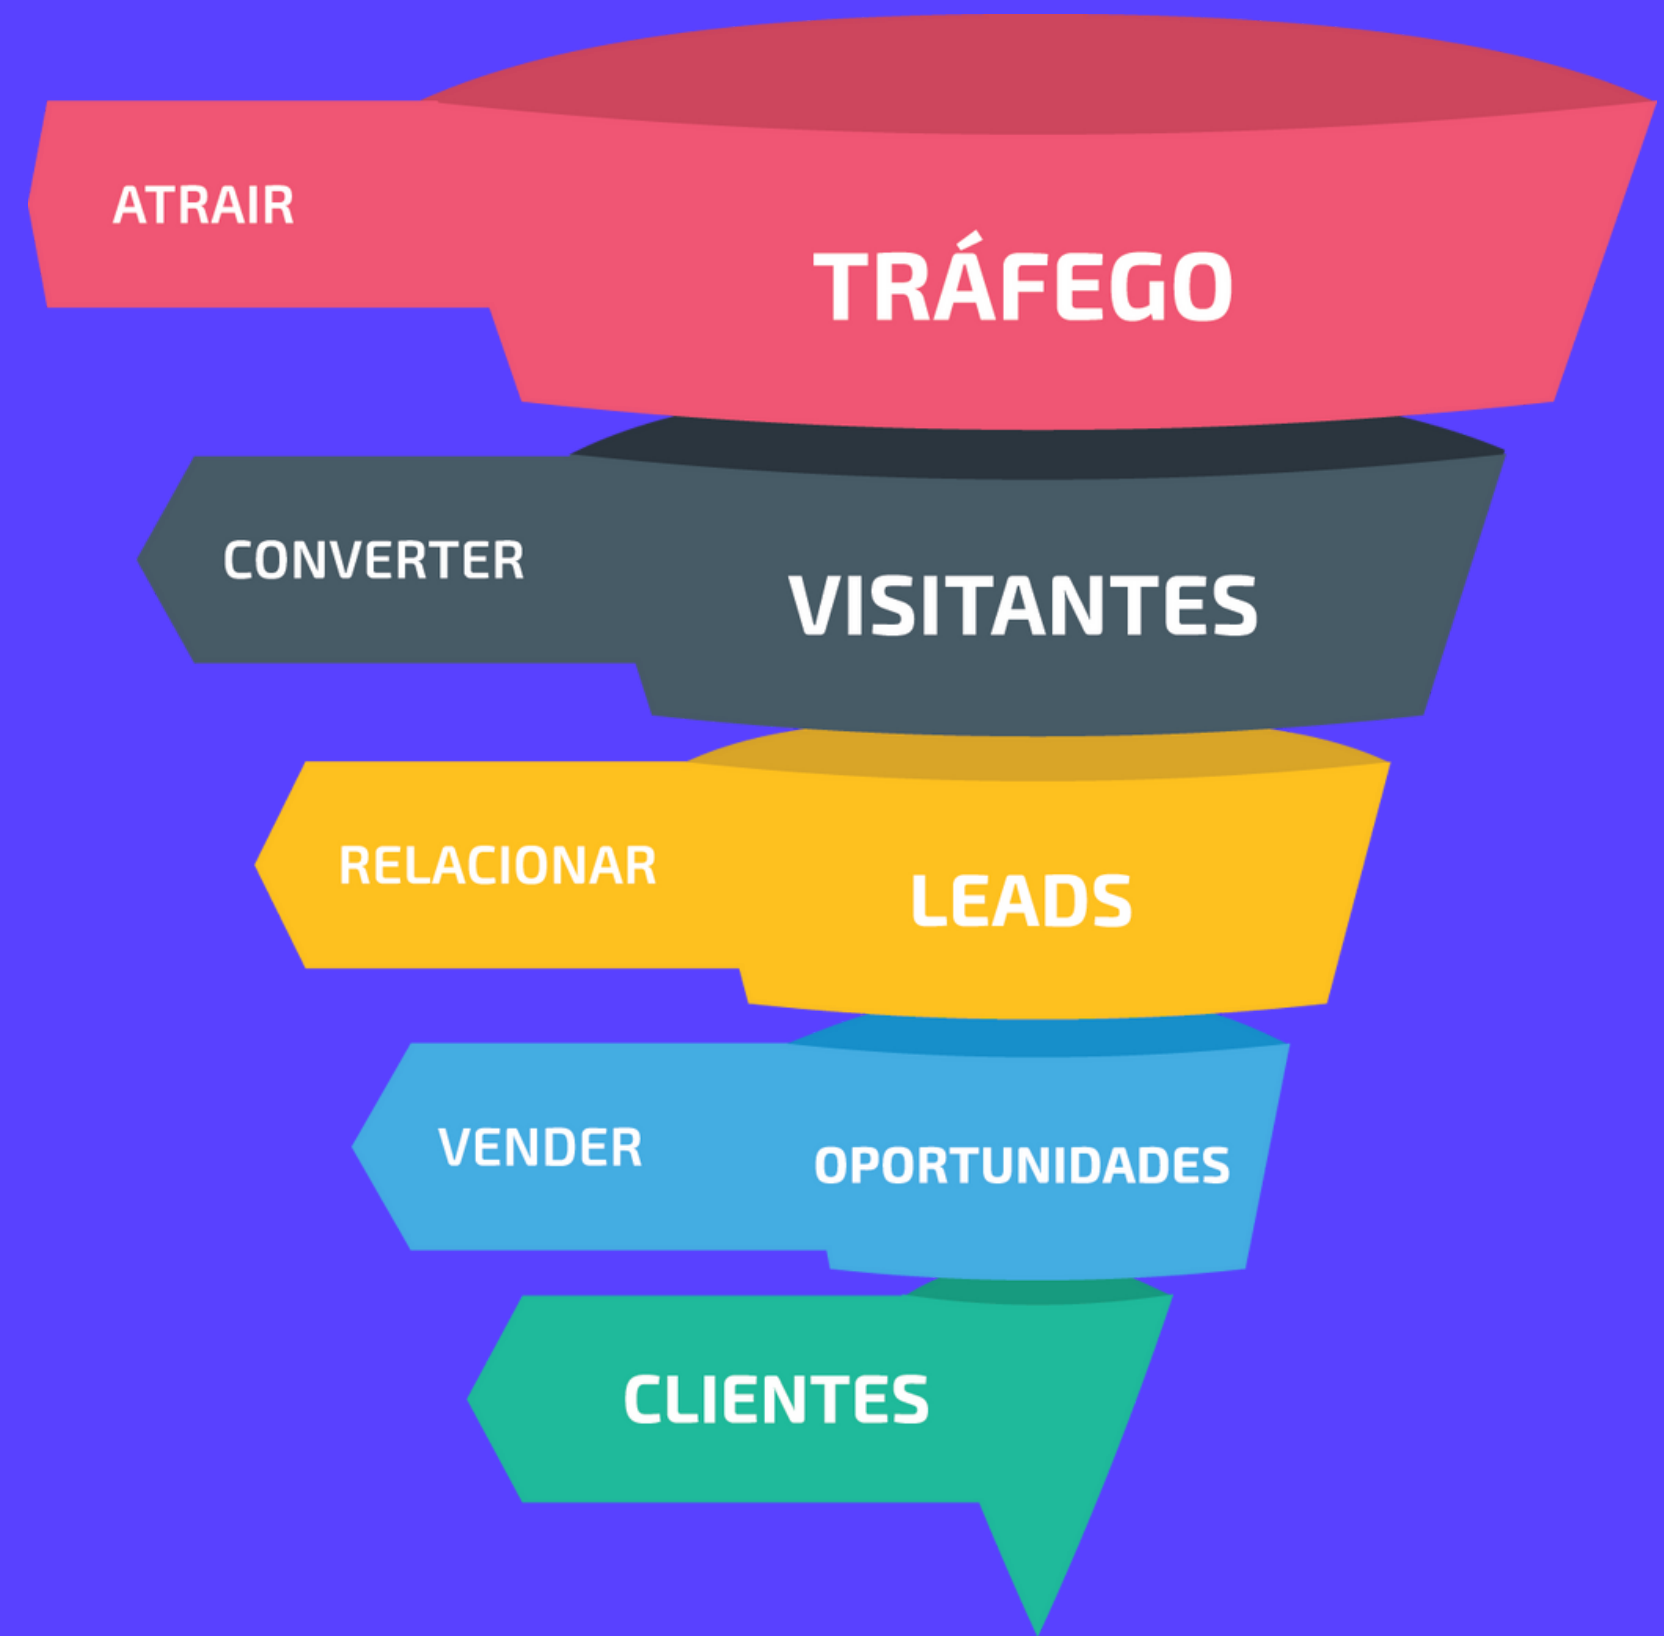 ATRAIR
TRÁFEGO
CONVERTER
VISITANTES
RELACIONAR
LEADS
VENDER
OPORTUNIDADES
CLIENTES